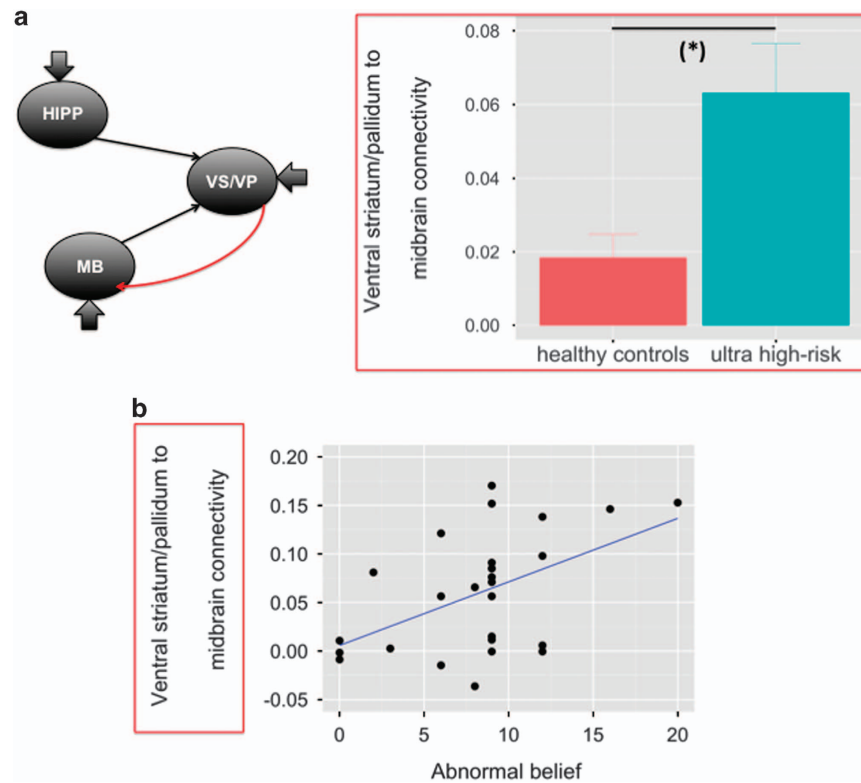 a
HIPP
VS/VP
MB
Ventral striatum/pallidum to
midbrain connectivity
0.08
0.06
0.04
0.02
0.00
(*)
healthy controls
ultra high-risk
b
Ventral striatum/pallidum to
midbrain connectivity
0.20
0.15
0.10
0.05
0.00
-0.05
0
5
10
15
20
Abnormal belief